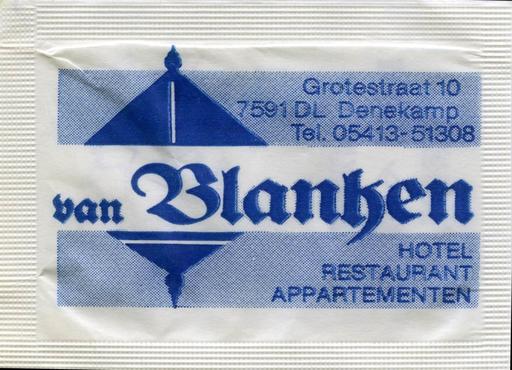 Grotestraat 10
7591 DL Denekamp
Tel. 05413-51308
van Blanken
HOTEL
RESTAURANT
APPARTEMENTEN